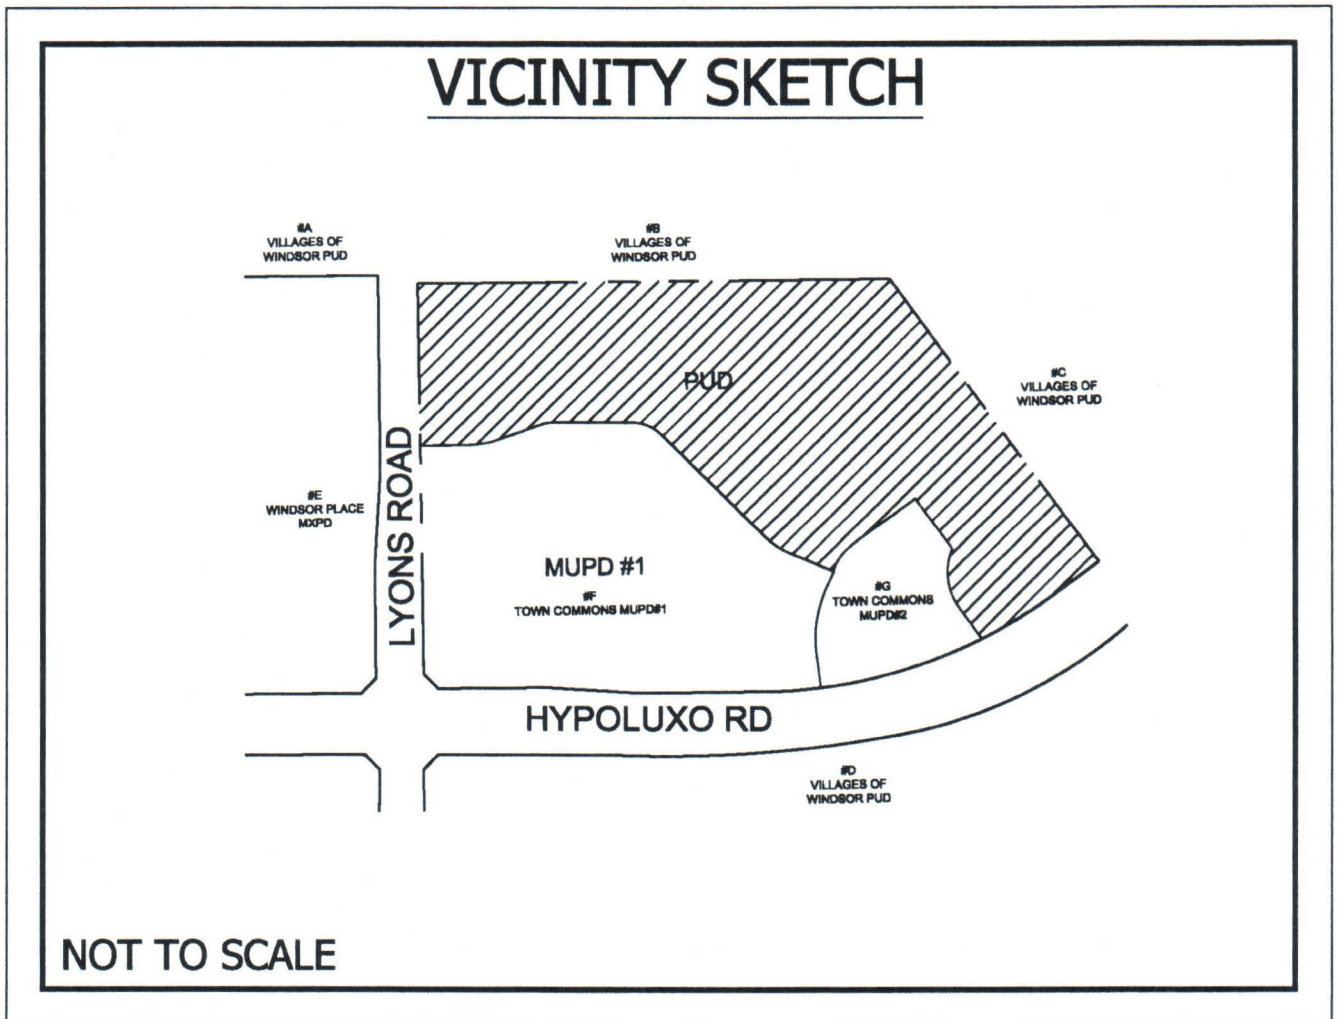 VICINITY SKETCH
#A
VILLAGES OF
WINDSOR PUD
#B
VILLAGES OF
WINDSOR PUD
PUD
#C
VILLAGES OF
WINDSOR PUD
#E
WINDSOR PLACE
MXPD
LYONS ROAD
MUPD #1
#F
TOWN COMMONS MUPD#1
#G
TOWN COMMONS
MUPD#2
HYPOLUXO RD
#D
VILLAGES OF
WINDSOR PUD
NOT TO SCALE